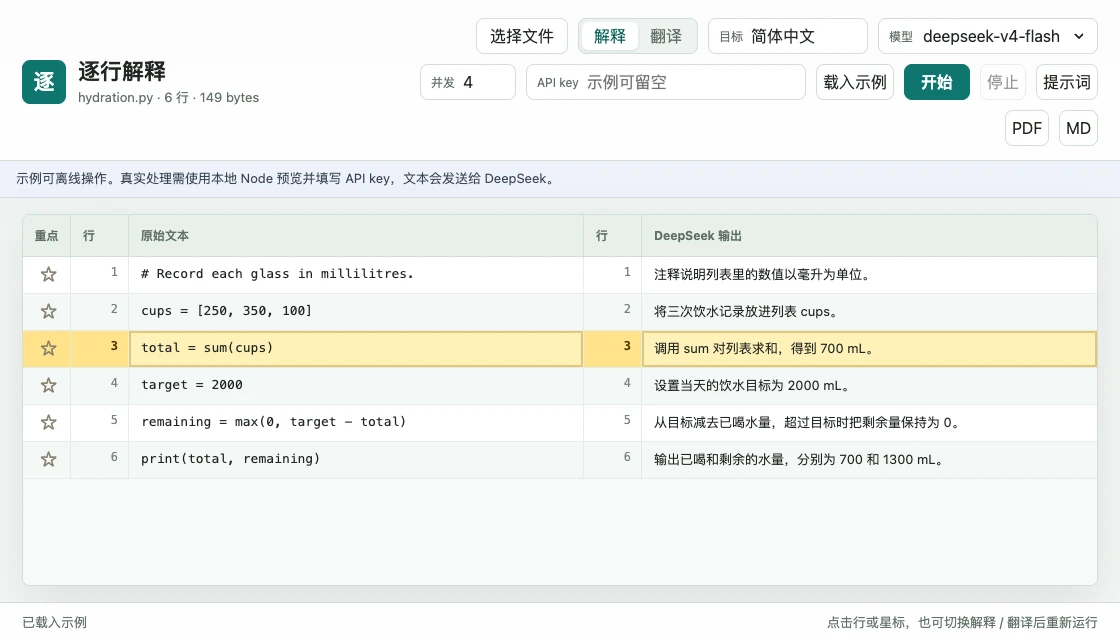 选择文件 解释 翻译 目标 简体中文 模型 deepseek-v4-flash
逐 逐行解释
hydration.py · 6 行 · 149 bytes
并发 4 API key 示例可留空 载入示例 开始 停止 提示词
PDF MD
示例可离线操作。真实处理需使用本地 Node 预览并填写 API key，文本会发送给 DeepSeek。
重点 行 原始文本 行 DeepSeek 输出
1 # Record each glass in millilitres. 1 注释说明列表里的数值以毫升为单位。
2 cups = [250, 350, 100] 2 将三次饮水记录放进列表 cups。
3 total = sum(cups) 3 调用 sum 对列表求和，得到 700 mL。
4 target = 2000 4 设置当天的饮水目标为 2000 mL。
5 remaining = max(0, target − total) 5 从目标减去已喝水量，超过目标时把剩余量保持为 0。
6 print(total, remaining) 6 输出已喝和剩余的水量，分别为 700 和 1300 mL。
已载入示例 点击行或星标，也可切换解释 / 翻译后重新运行